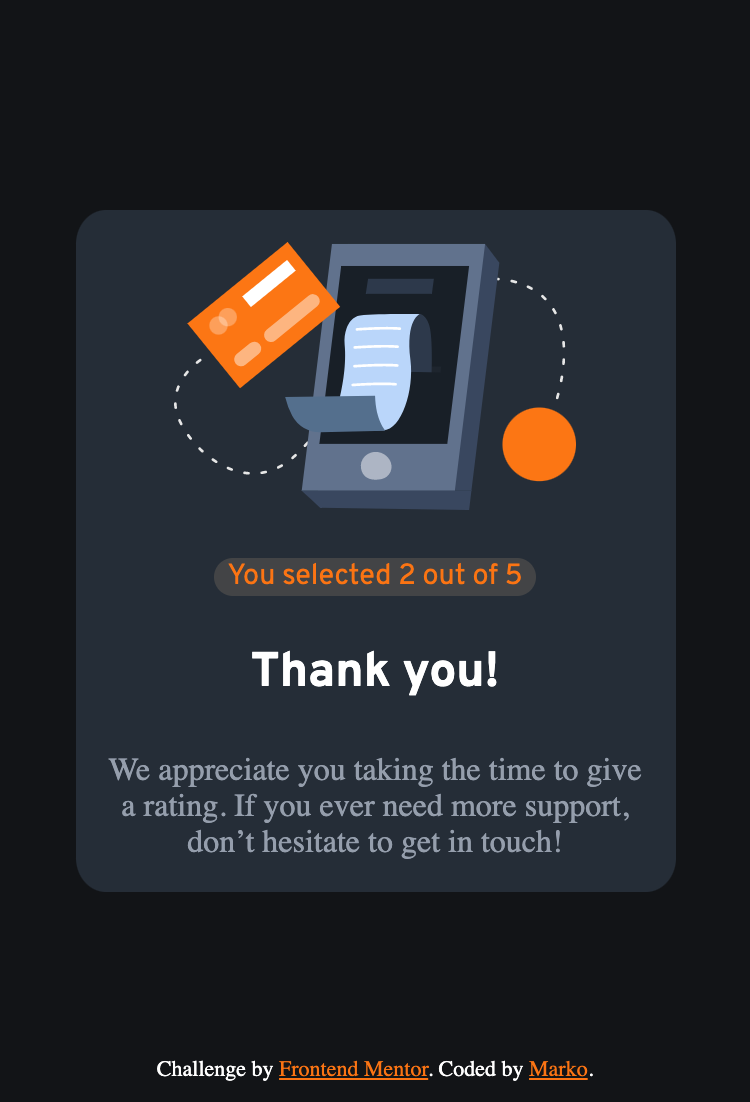 You selected 2 out of 5
Thank you!
We appreciate you taking the time to give
a rating. If you ever need more support,
don’t hesitate to get in touch!
Challenge by Frontend Mentor. Coded by Marko.